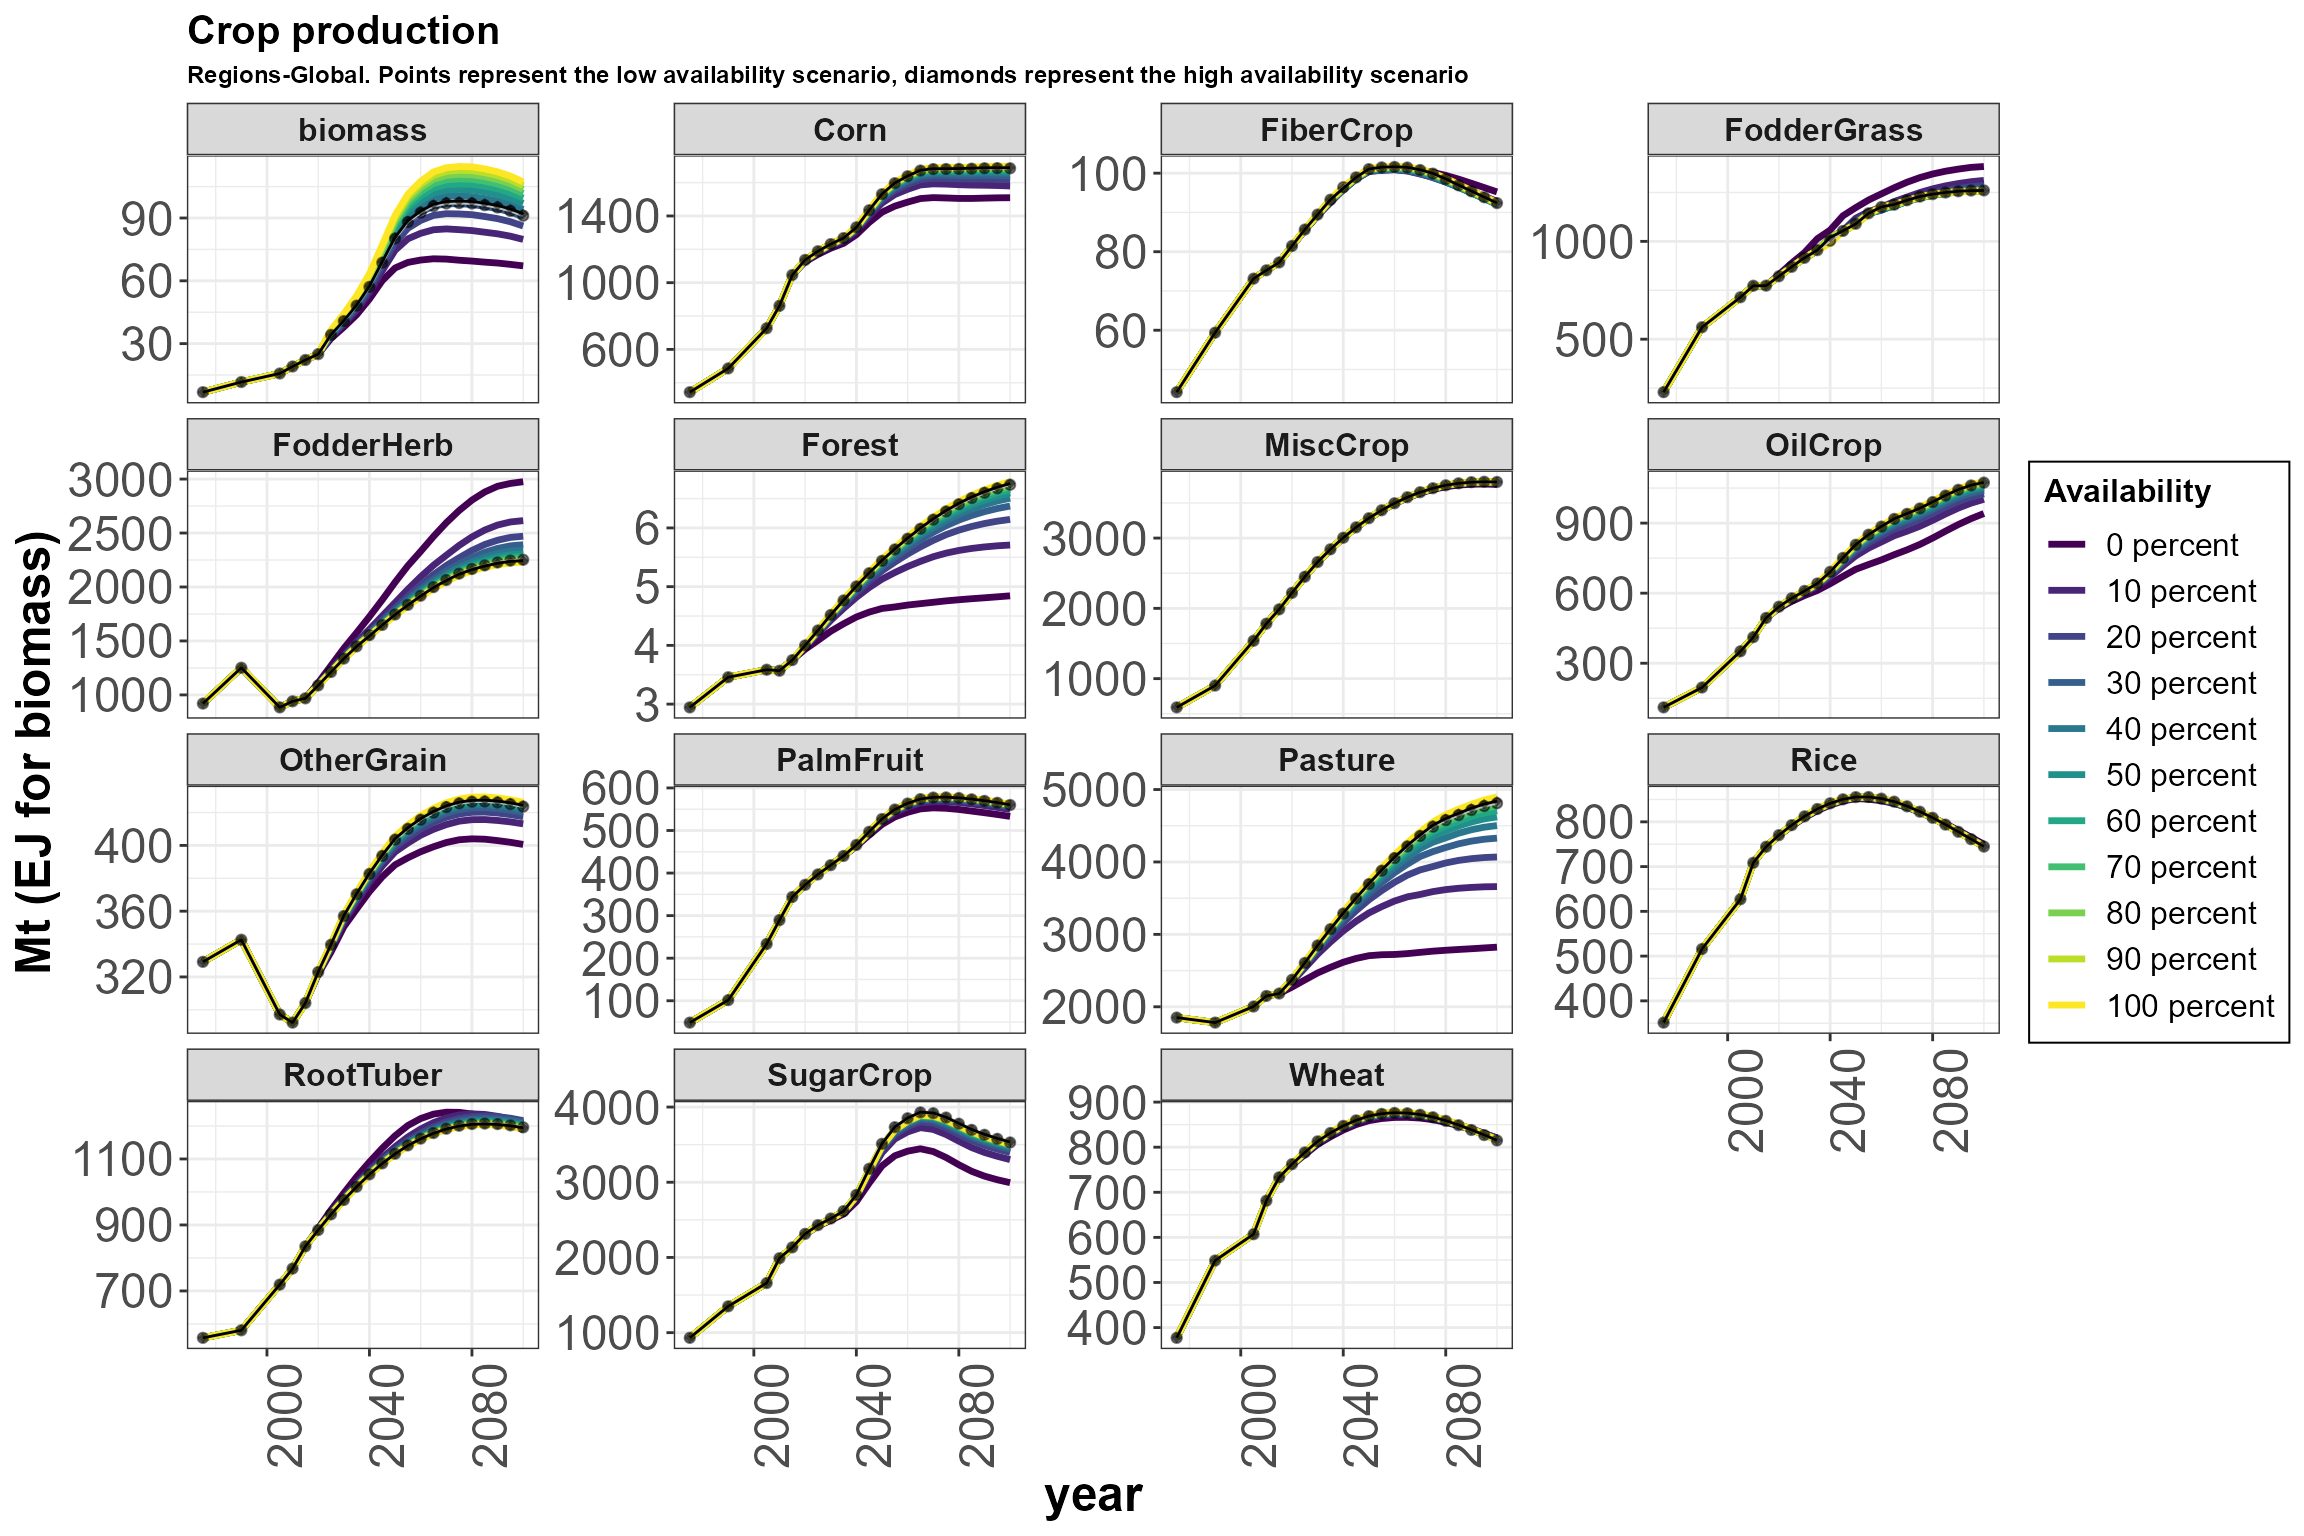 Crop production
Regions-Global. Points represent the low availability scenario, diamonds represent the high availability scenario
biomass
Corn
FiberCrop
FodderGrass
90
60
30
1400
1000
600
100
80
60
1000
500
FodderHerb
Forest
MiscCrop
OilCrop
3000
2500
2000
1500
1000
6
5
4
3
3000
2000
1000
900
600
300
OtherGrain
PalmFruit
Pasture
Rice
400
360
320
600
500
400
300
200
100
5000
4000
3000
2000
800
700
600
500
400
2000
2040
2080
RootTuber
SugarCrop
Wheat
1100
900
700
4000
3000
2000
1000
900
800
700
600
500
400
2000
2040
2080
2000
2040
2080
2000
2040
2080
year
Mt (EJ for biomass)
Availability
0 percent
10 percent
20 percent
30 percent
40 percent
50 percent
60 percent
70 percent
80 percent
90 percent
100 percent